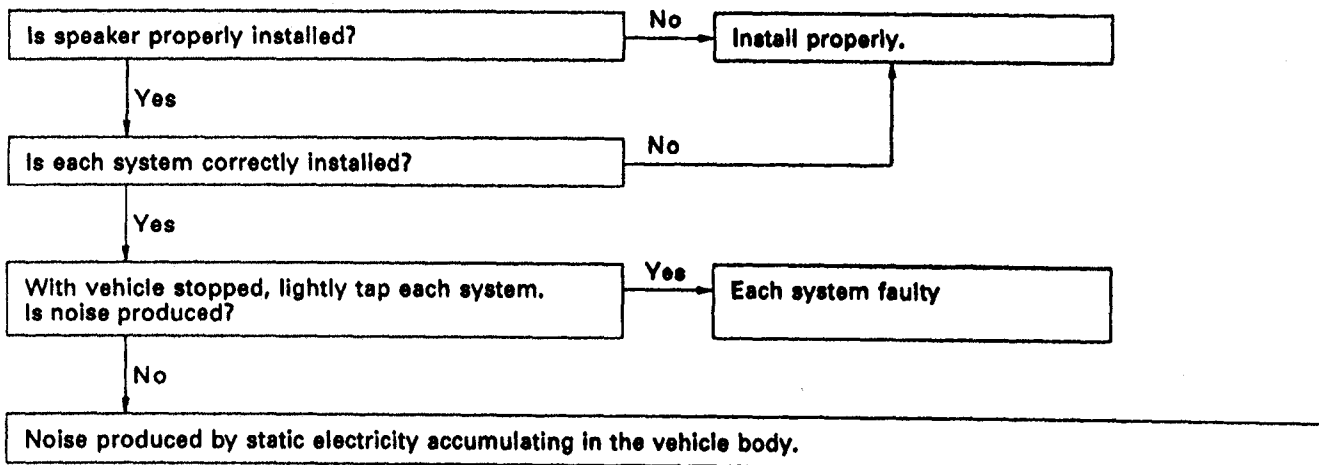 Is speaker properly installed?
No
Install properly.
Yes
Is each system correctly installed?
No
Yes
With vehicle stopped, lightly tap each system.
Is noise produced?
Yes
Each system faulty
No
Noise produced by static electricity accumulating in the vehicle body.